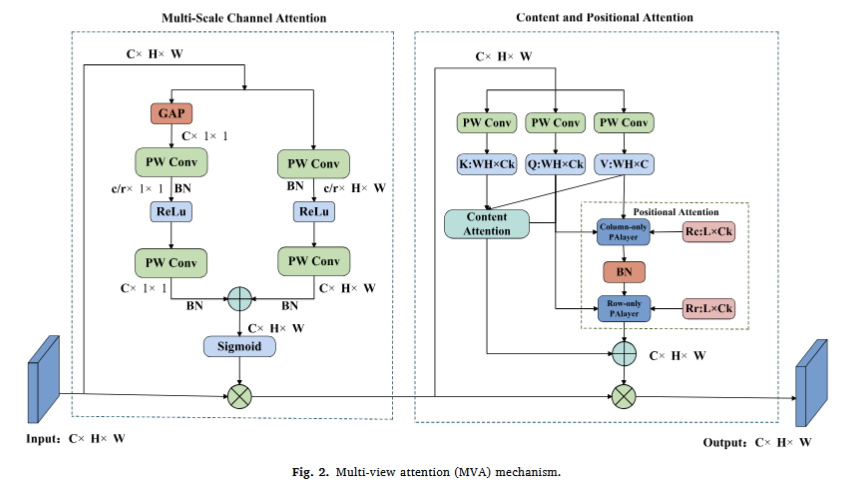 Multi-Scale Channel Attention
C× H× W
GAP
C× 1× 1
PW Conv
c/r× 1× 1
BN
ReLu
PW Conv
C× 1× 1
BN
PW Conv
BN
c/r× H× W
ReLu
PW Conv
C× H× W
BN
C× H× W
Sigmoid
Input: C× H× W
Content and Positional Attention
C× H× W
PW Conv
PW Conv
PW Conv
K:WH×Ck
Q:WH×Ck
V:WH×C
Content
Attention
Positional Attention
Column-only
PAlayer
Rc:L×Ck
BN
Row-only
PAlayer
Rr:L×Ck
C× H× W
Output: C× H× W
Fig. 2. Multi-view attention (MVA) mechanism.